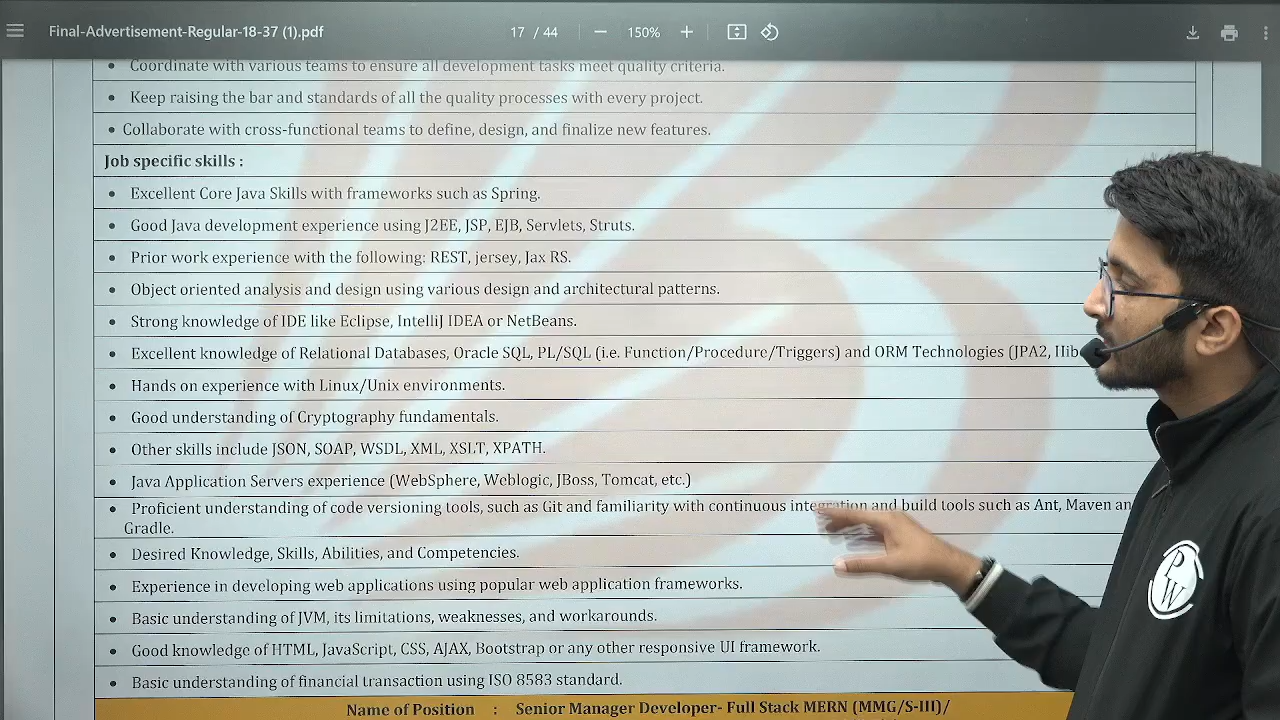 Final-Advertisement-Regular-18-37 (1).pdf
17 / 44
150%
• Coordinate with various teams to ensure all development tasks meet quality criteria.
• Keep raising the bar and standards of all the quality processes with every project.
• Collaborate with cross-functional teams to define, design, and finalize new features.
Job specific skills :
• Excellent Core Java Skills with frameworks such as Spring.
• Good Java development experience using J2EE, JSP, EJB, Servlets, Struts.
• Prior work experience with the following: REST, jersey, Jax RS.
• Object oriented analysis and design using various design and architectural patterns.
• Strong knowledge of IDE like Eclipse, IntelliJ IDEA or NetBeans.
• Excellent knowledge of Relational Databases, Oracle SQL, PL/SQL (i.e. Function/Procedure/Triggers) and ORM Technologies (JPA2,
• Hands on experience with Linux/Unix environments.
• Good understanding of Cryptography fundamentals.
• Other skills include JSON, SOAP, WSDL, XML, XSLT, XPATH.
• Java Application Servers experience (WebSphere, Weblogic, JBoss, Tomcat, etc.)
• Proficient understanding of code versioning tools, such as Git and familiarity with continuous integration and build tools such as Ant, Maven
Gradle.
• Desired Knowledge, Skills, Abilities, and Competencies.
• Experience in developing web applications using popular web application frameworks.
• Basic understanding of JVM, its limitations, weaknesses, and workarounds.
• Good knowledge of HTML, JavaScript, CSS, AJAX, Bootstrap or any other responsive UI framework.
• Basic understanding of financial transaction using ISO 8583 standard.
Name of Position : Senior Manager Developer- Full Stack MERN (MMG/S-III)/
PW